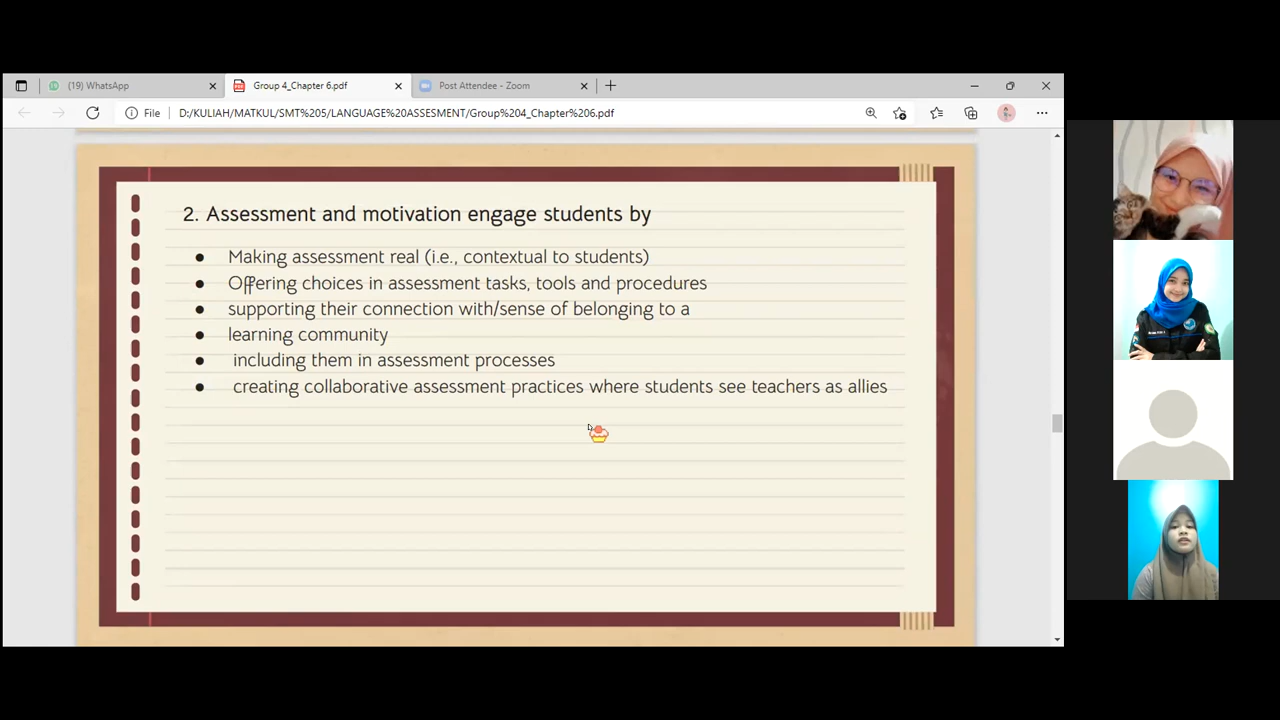 (19) WhatsApp
Group 4_Chapter 6.pdf
Post Attendee - Zoom
File
D:/KULIAH/MATKUL/SMT%205/LANGUAGE%20ASSESMENT/Group%204_Chapter%206.pdf
2. Assessment and motivation engage students by
● Making assessment real (i.e., contextual to students)
● Offering choices in assessment tasks, tools and procedures
● supporting their connection with/sense of belonging to a
● learning community
● including them in assessment processes
● creating collaborative assessment practices where students see teachers as allies